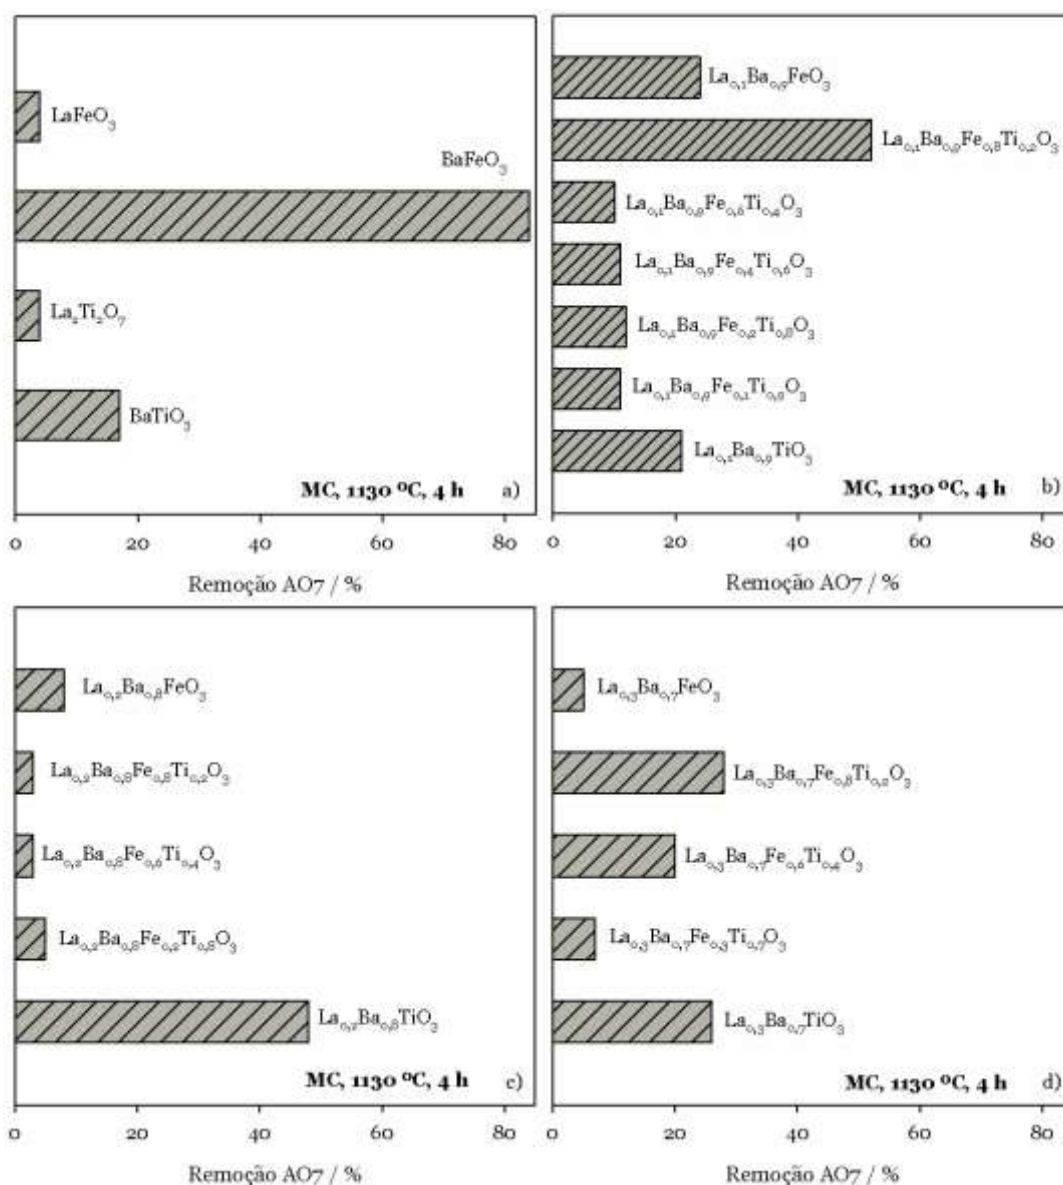 LaFeO₃
BaFeO₃
La₂Ti₂O₇
BaTiO₃
MC, 1130 ºC, 4 h a)
0 20 40 60 80
Remoção AO7 / %
La₀,₁Ba₀,₉FeO₃
La₀,₁Ba₀,₉Fe₀,₈Ti₀,₂O₃
La₀,₁Ba₀,₉Fe₀,₆Ti₀,₄O₃
La₀,₁Ba₀,₉Fe₀,₄Ti₀,₆O₃
La₀,₁Ba₀,₉Fe₀,₂Ti₀,₈O₃
La₀,₁Ba₀,₉Fe₀,₁Ti₀,₉O₃
La₀,₁Ba₀,₉TiO₃
MC, 1130 ºC, 4 h b)
0 20 40 60 80
Remoção AO7 / %
La₀,₂Ba₀,₈FeO₃
La₀,₂Ba₀,₈Fe₀,₈Ti₀,₂O₃
La₀,₂Ba₀,₈Fe₀,₆Ti₀,₄O₃
La₀,₂Ba₀,₈Fe₀,₂Ti₀,₈O₃
La₀,₂Ba₀,₈TiO₃
MC, 1130 ºC, 4 h c)
0 20 40 60 80
Remoção AO7 / %
La₀,₃Ba₀,₇FeO₃
La₀,₃Ba₀,₇Fe₀,₈Ti₀,₂O₃
La₀,₃Ba₀,₇Fe₀,₆Ti₀,₄O₃
La₀,₃Ba₀,₇Fe₀,₃Ti₀,₇O₃
La₀,₃Ba₀,₇TiO₃
MC, 1130 ºC, 4 h d)
0 20 40 60 80
Remoção AO7 / %